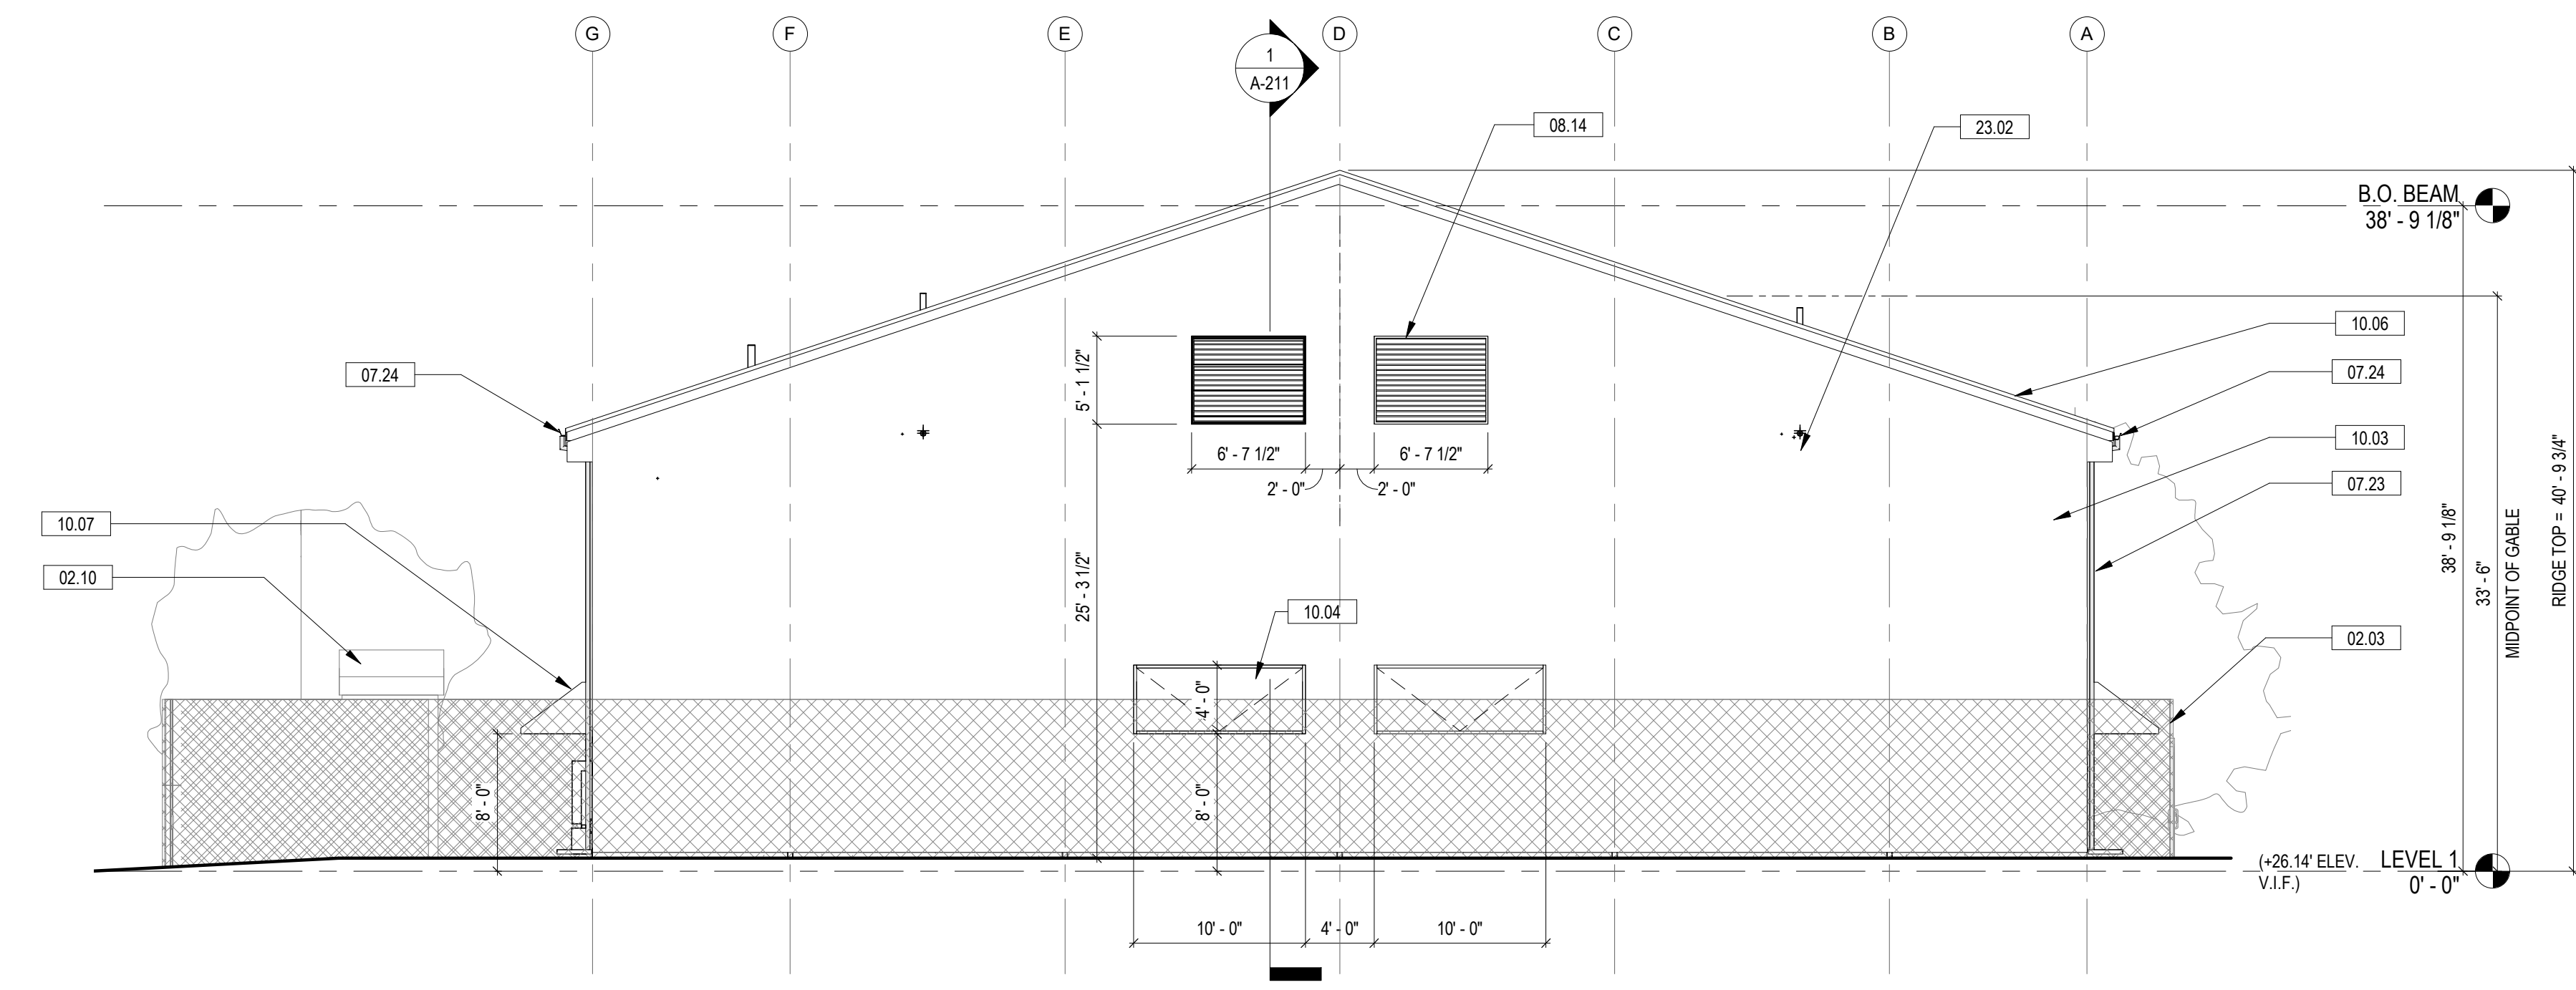 G
F
E
D
C
B
A
1
A-211
08.14
23.02
B.O. BEAM
38' - 9 1/8"
10.06
07.24
07.24
10.03
07.23
10.07
02.10
02.03
10.04
5' - 1 1/2"
6' - 7 1/2"
6' - 7 1/2"
2' - 0"
2' - 0"
25' - 3 1/2"
4' - 0"
8' - 0"
8' - 0"
38' - 9 1/8"
33' - 6"
MIDPOINT OF GABLE
RIDGE TOP = 40' - 9 3/4"
(+26.14' ELEV.
V.I.F.)
LEVEL 1
0' - 0"
10' - 0"
4' - 0"
10' - 0"